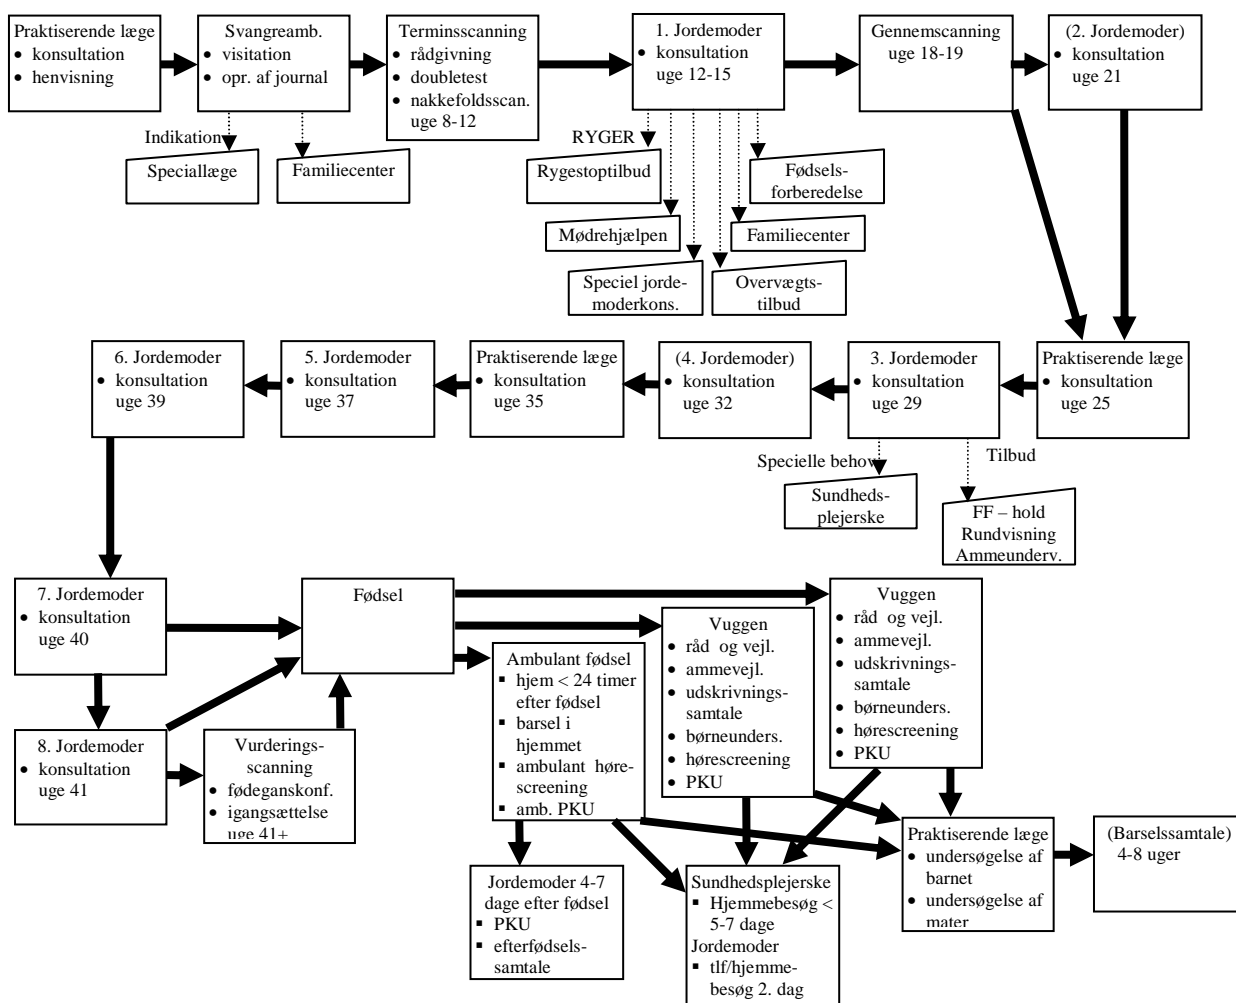 Praktiserende læge
• konsultation
• henvisning
Svangreamb.
• visitation
• opr. af journal
Terminsscanning
• rådgivning
• doubletest
• nakkefoldsscan.
uge 8-12
1. Jordemoder
• konsultation
uge 12-15
Gennemscanning
uge 18-19
(2. Jordemoder)
• konsultation
uge 21
Indikation
Speciallæge
Familiecenter
RYGER
Rygestoptilbud
Fødsels-
forberedelse
Mødrehjælpen
Familiecenter
Speciel jorde-
moderkons.
Overvægts-
tilbud
6. Jordemoder
• konsultation
uge 39
5. Jordemoder
• konsultation
uge 37
Praktiserende læge
• konsultation
uge 35
(4. Jordemoder)
• konsultation
uge 32
3. Jordemoder
• konsultation
uge 29
Praktiserende læge
• konsultation
uge 25
Specielle behov
Tilbud
Sundheds-
plejerske
FF – hold
Rundvisning
Ammeunderv.
7. Jordemoder
• konsultation
uge 40
Fødsel
Vuggen
• råd og vejl.
• ammevejl.
• udskrivnings-
samtale
• børneunders.
• hørescreening
• PKU
Vuggen
• råd og vejl.
• ammevejl.
• udskrivnings-
samtale
• børneunders.
• hørescreening
• PKU
Ambulant fødsel
▪ hjem < 24 timer
efter fødsel
▪ barsel i
hjemmet
▪ ambulant høre-
screening
▪ amb. PKU
8. Jordemoder
• konsultation
uge 41
Vurderings-
scanning
• fødeganskonf.
• igangsættelse
uge 41+
Praktiserende læge
• undersøgelse af
barnet
• undersøgelse af
mater
(Barselssamtale)
4-8 uger
Jordemoder 4-7
dage efter fødsel
▪ PKU
▪ efterfødsels-
samtale
Sundhedsplejerske
▪ Hjemmebesøg <
5-7 dage
Jordemoder
▪ tlf/hjemme-
besøg 2. dag